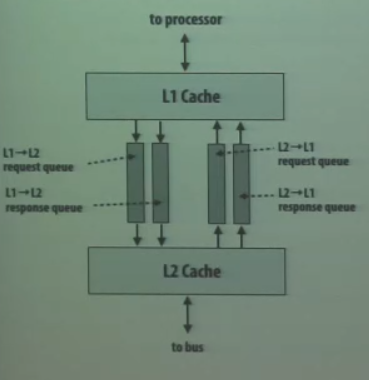 to processor
L1 Cache
L1→L2
request queue
L2→L1
request queue
L1→L2
response queue
L2→L1
response queue
L2 Cache
to bus